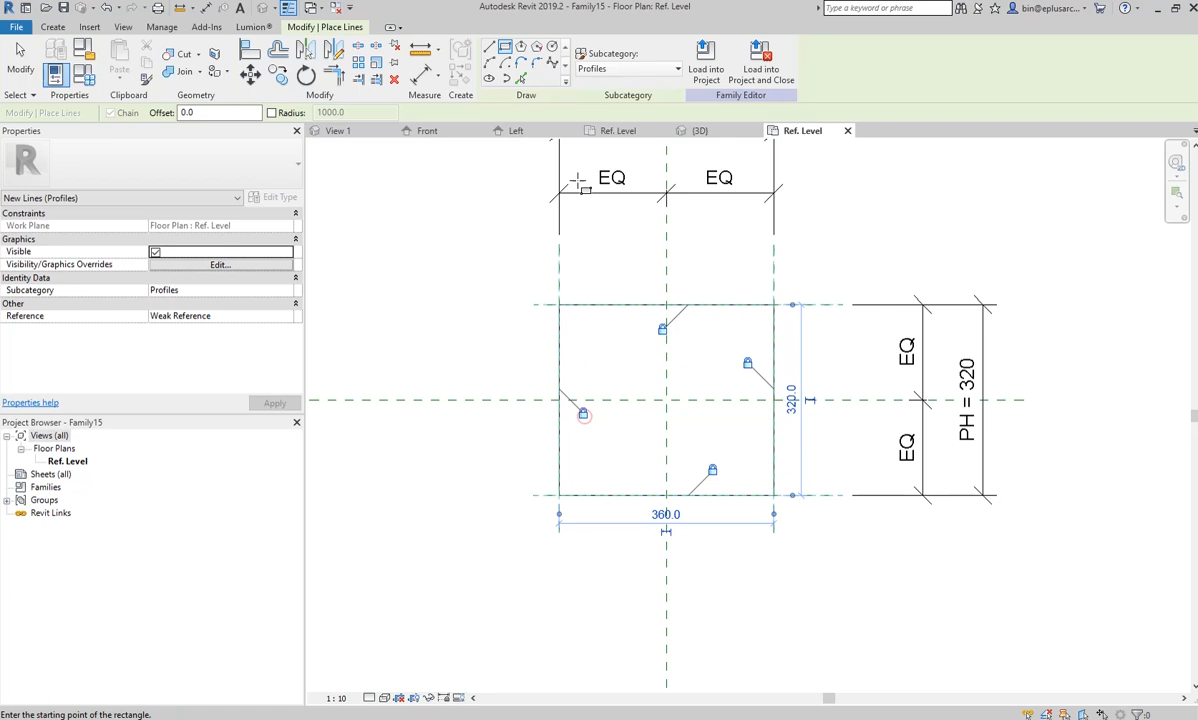 Autodesk Revit 2019.2 - Family15 - Floor Plan: Ref. Level
Type a keyword or phrase
bin@eplusarc...
File Create Insert View Manage Add-Ins Lumion® Modify | Place Lines
Modify
Paste
Cut
Join
Subcategory:
Profiles
Load into Project
Load into Project and Close
Select Properties Clipboard Geometry Modify Measure Create Draw Subcategory Family Editor
Modify | Place Lines Chain Offset: 0.0 Radius: 1000.0
Properties
View 1 Front Left Ref. Level (3D) Ref. Level
New Lines (Profiles) Edit Type
Constraints
Work Plane Floor Plan : Ref. Level
Graphics
Visible
Visibility/Graphics Overrides Edit...
Identity Data
Subcategory Profiles
Other
Reference Weak Reference
Properties help Apply
Project Browser - Family15
Views (all)
Floor Plans
Ref. Level
Sheets (all)
Families
Groups
Revit Links
EQ EQ
320.0
EQ
EQ
PH = 320
360.0
1 : 10
Enter the starting point of the rectangle.
:0